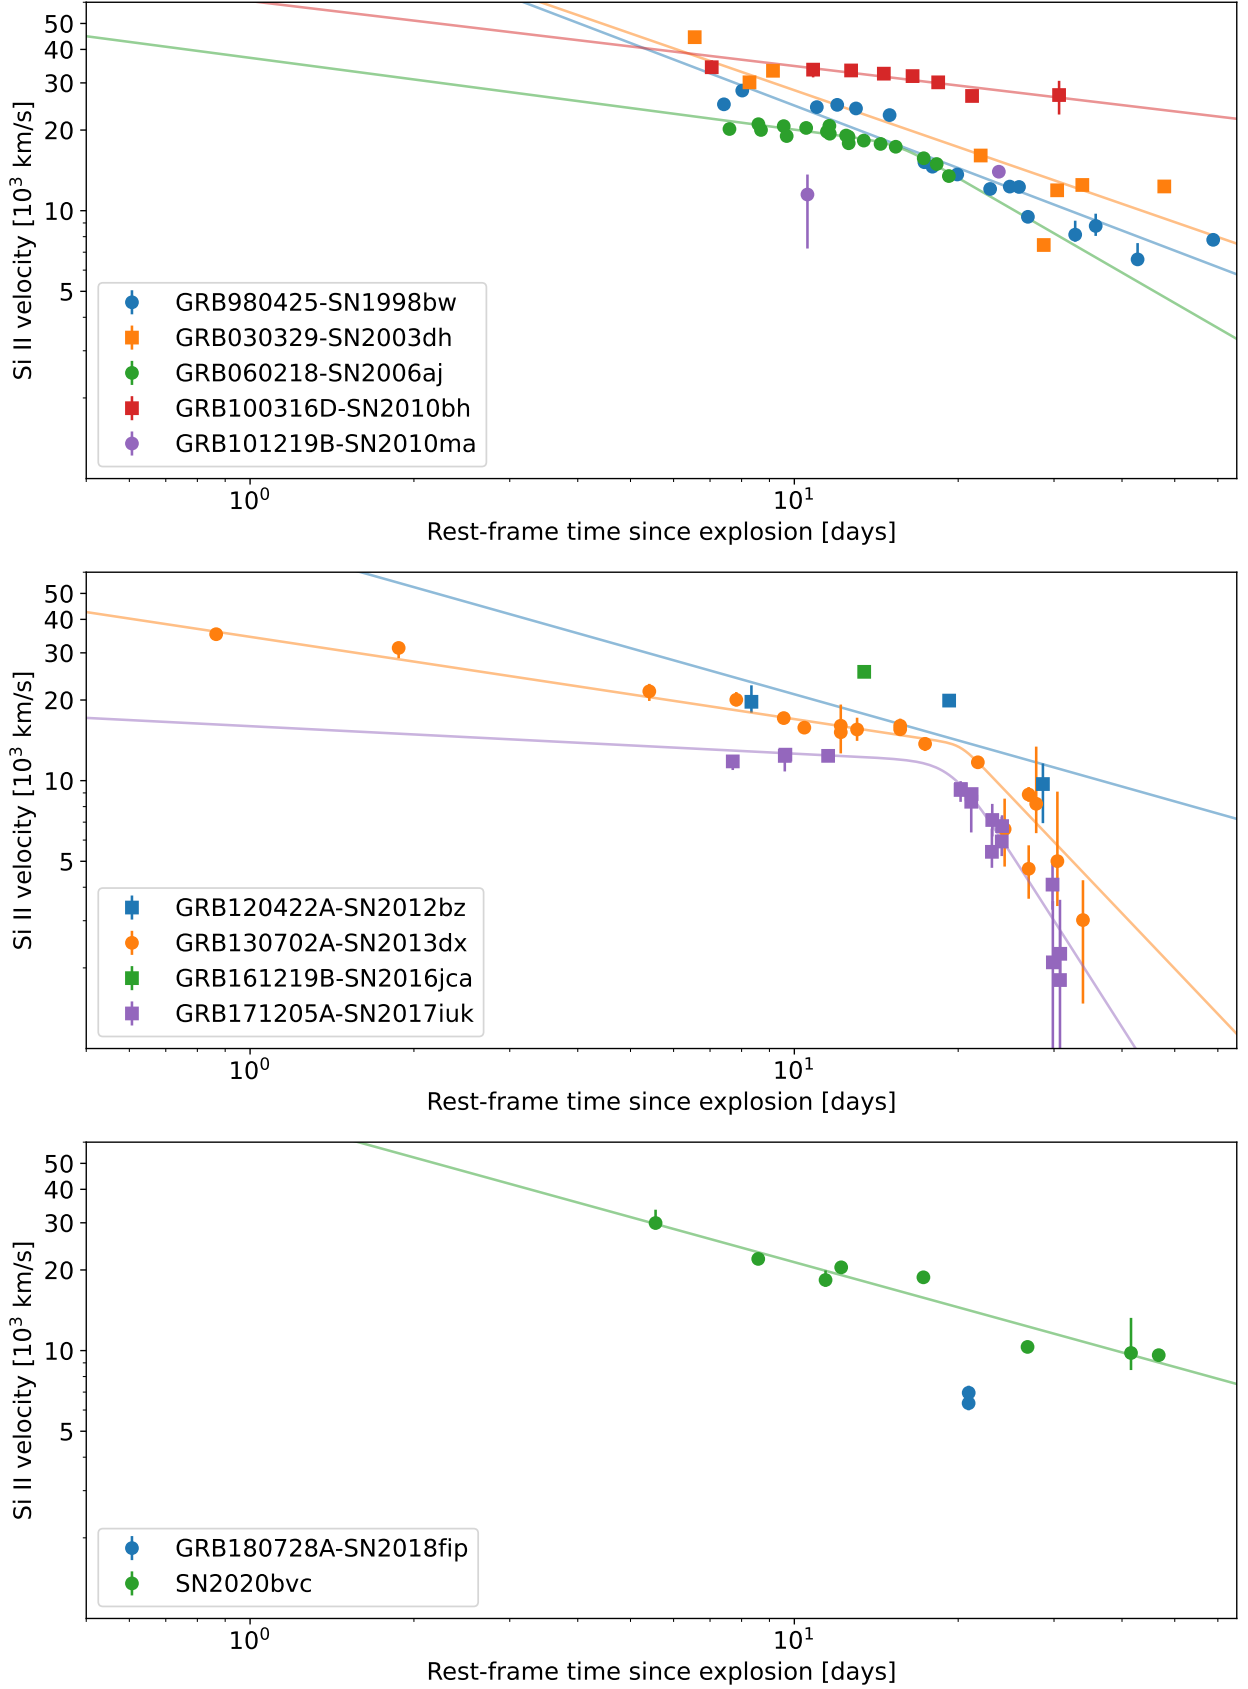 50
40
30
20
10
5
Si II velocity [10³ km/s]
GRB980425-SN1998bw
GRB030329-SN2003dh
GRB060218-SN2006aj
GRB100316D-SN2010bh
GRB101219B-SN2010ma
10⁰ 10¹
Rest-frame time since explosion [days]
50
40
30
20
10
5
Si II velocity [10³ km/s]
GRB120422A-SN2012bz
GRB130702A-SN2013dx
GRB161219B-SN2016jca
GRB171205A-SN2017iuk
10⁰ 10¹
Rest-frame time since explosion [days]
50
40
30
20
10
5
Si II velocity [10³ km/s]
GRB180728A-SN2018fip
SN2020bvc
10⁰ 10¹
Rest-frame time since explosion [days]